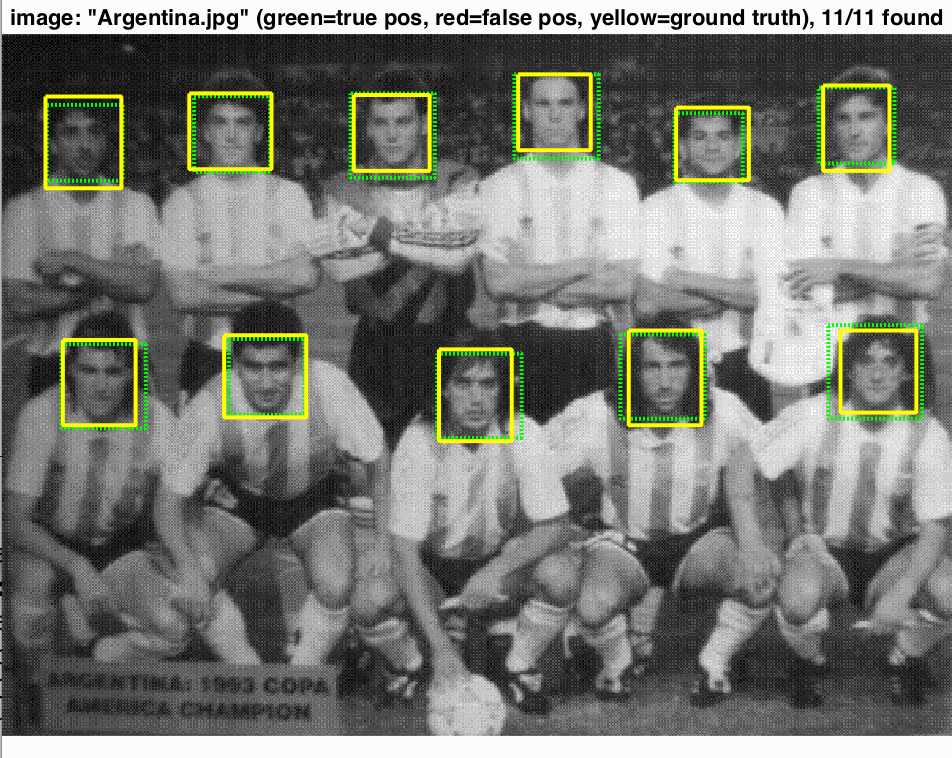 image: "Argentina.jpg" (green=true pos, red=false pos, yellow=ground truth), 11/11 found
ARGENTINA: 1993 COPA
AMERICA CHAMPION